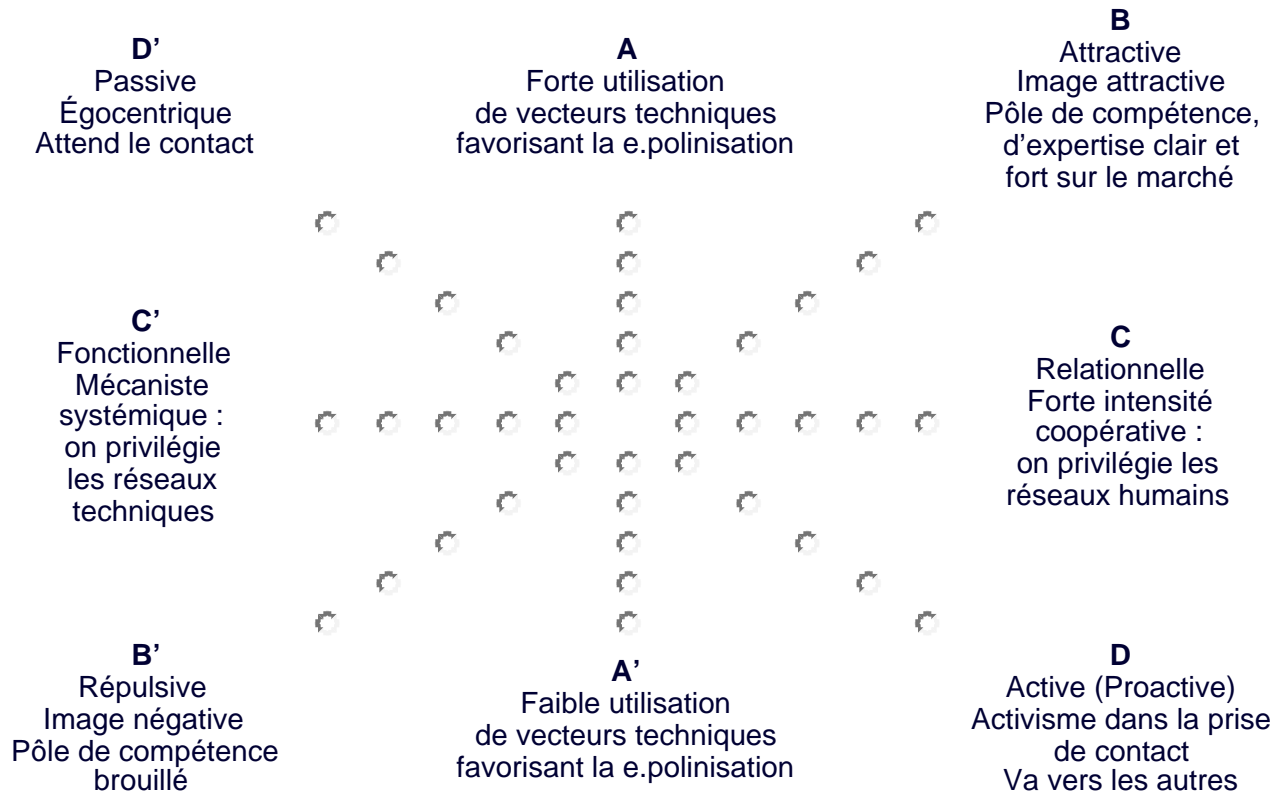 D’
Passive
Égocentrique
Attend le contact
A
Forte utilisation
de vecteurs techniques
favorisant la e.polinisation
B
Attractive
Image attractive
Pôle de compétence,
d’expertise clair et
fort sur le marché
C’
Fonctionnelle
Mécaniste
systémique :
on privilégie
les réseaux
techniques
C
Relationnelle
Forte intensité
coopérative :
on privilégie les
réseaux humains
B’
Répulsive
Image négative
Pôle de compétence
brouillé
A’
Faible utilisation
de vecteurs techniques
favorisant la e.polinisation
D
Active (Proactive)
Activisme dans la prise
de contact
Va vers les autres